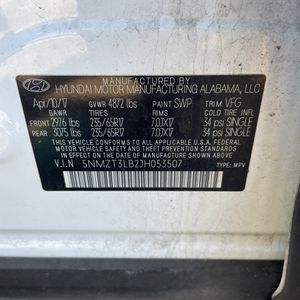 MANUFACTURED BY
HYUNDAI MOTOR MANUFACTURING ALABAMA, LLC
Apr/10/17 GVWR 4872 lbs PAINT SWP TRIM VFG
GAWR TIRES RIMS COLD TIRE INFL
FRONT 2976 lbs 235/65R17 7.0JX17 34 psi SINGLE
REAR 3075 lbs 235/65R17 7.0JX17 34 psi SINGLE
THIS VEHICLE CONFORMS TO ALL APPLICABLE
FEDERAL MOTOR VEHICLE SAFETY, BUMPER
AND THEFT PREVENTION STANDARDS IN EFFECT
ON THE DATE OF MANUFACTURE SHOWN ABOVE.
V.I.N 5NMZT3LB2JH053507 TYPE: MPV